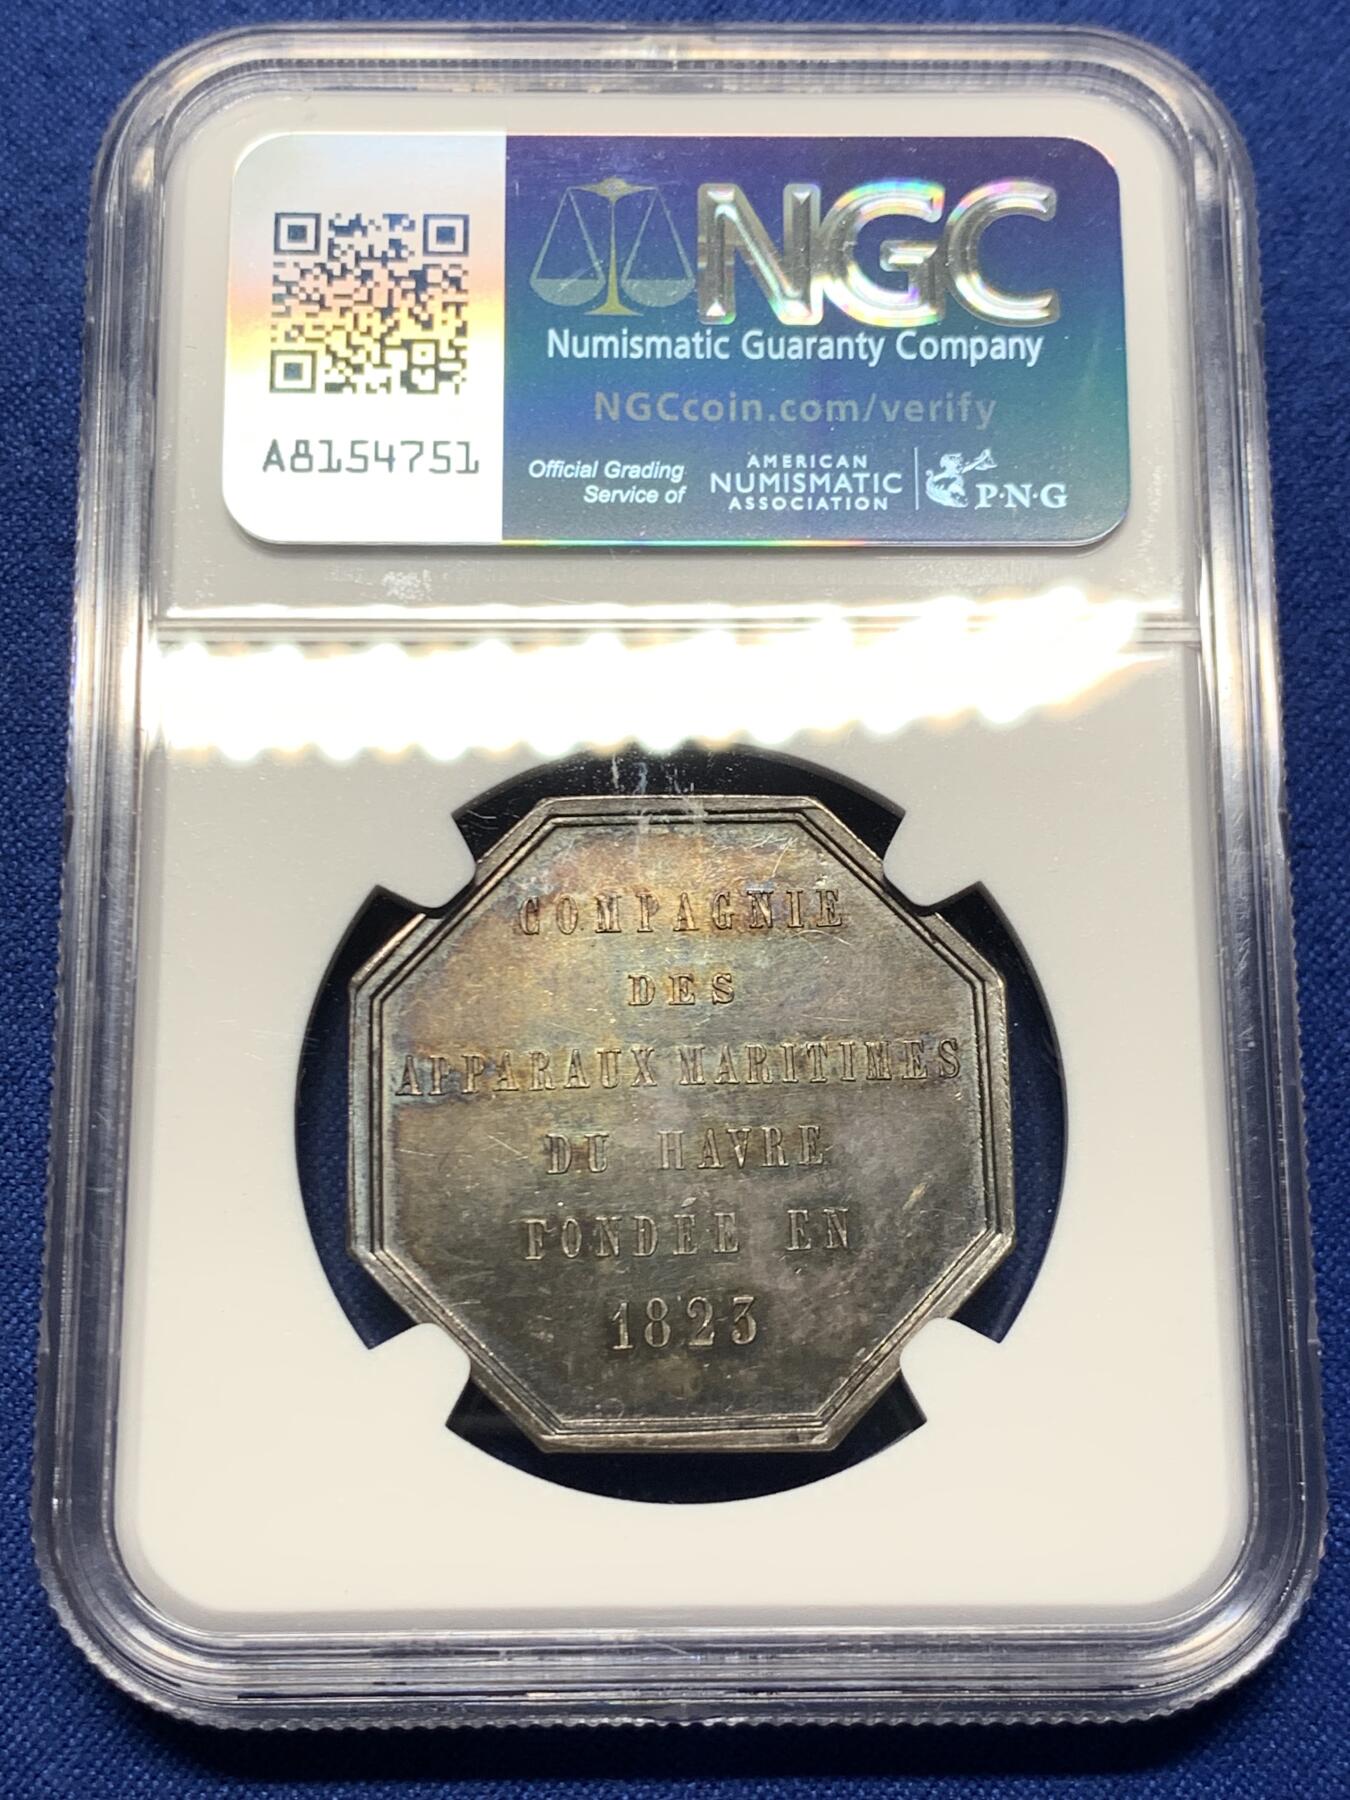 NGC
Numismatic Guaranty Company
NGCcoin.com/verify
A8154751
Official Grading
Service of
AMERICAN
NUMISMATIC
ASSOCIATION
P·N·G
COMPAGNIE
DES
APPARAUX MARITIMES
DU HAVRE
FONDÉE EN
1823